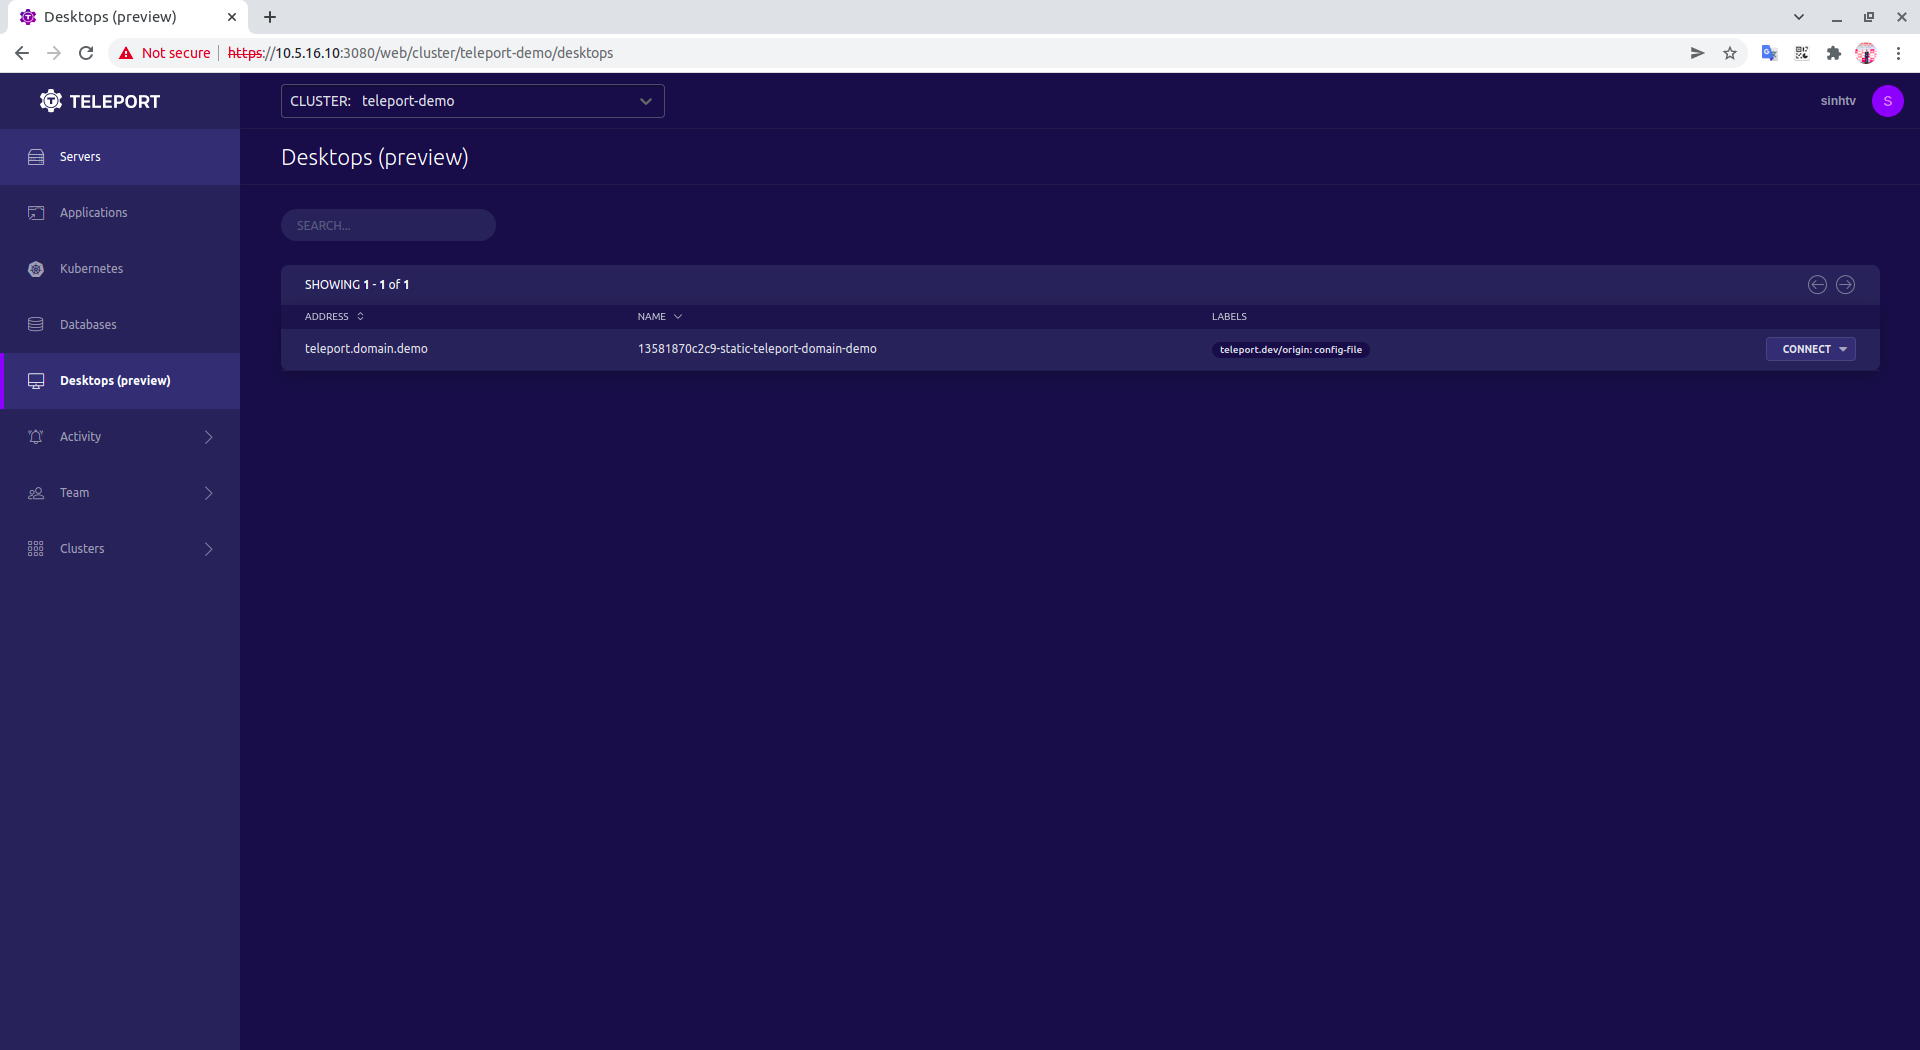 Desktops (preview)
Not secure https://10.5.16.10:3080/web/cluster/teleport-demo/desktops
TELEPORT
CLUSTER: teleport-demo
sinhtv
S
Servers
Applications
Kubernetes
Databases
Desktops (preview)
Activity
Team
Clusters
Desktops (preview)
SEARCH...
SHOWING 1 - 1 of 1
ADDRESS NAME LABELS
teleport.domain.demo 13581870c2c9-static-teleport-domain-demo teleport.dev/origin: config-file CONNECT